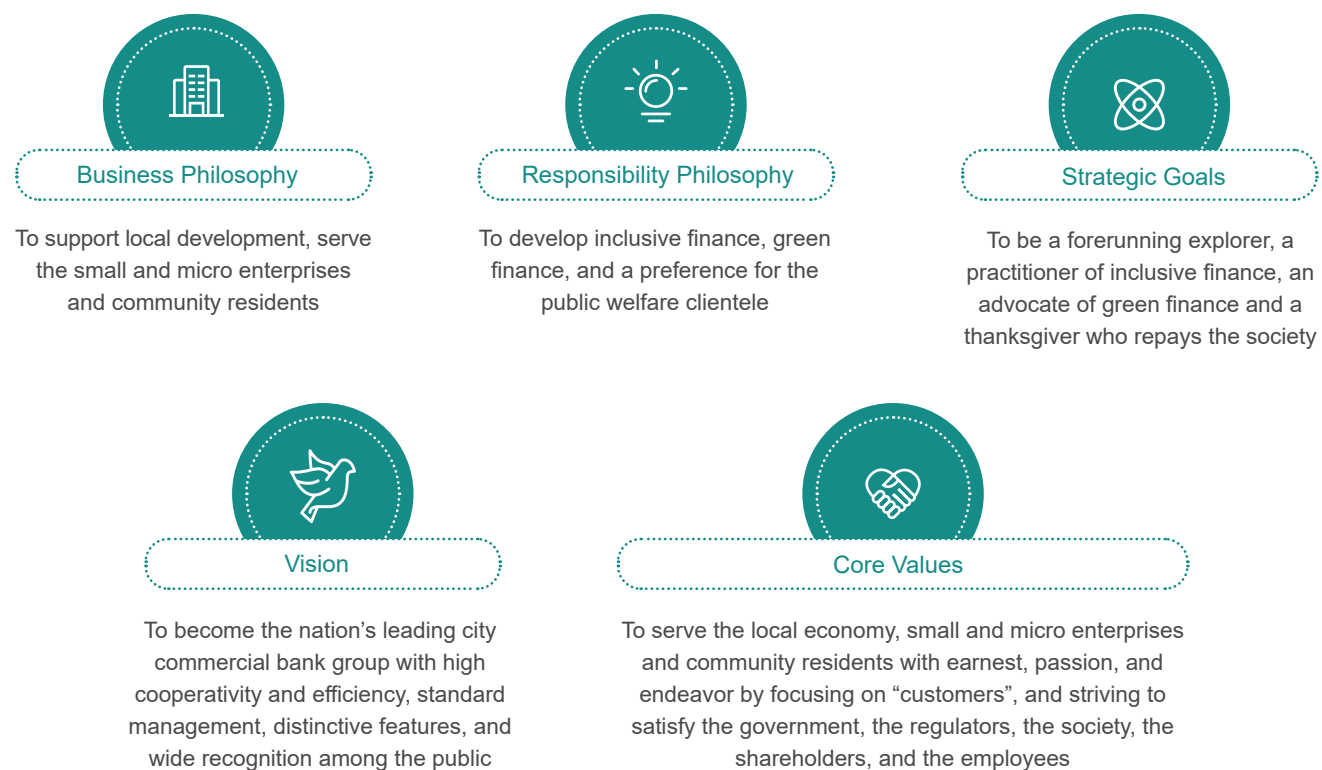 Business Philosophy
To support local development, serve
the small and micro enterprises
and community residents
Responsibility Philosophy
To develop inclusive finance, green
finance, and a preference for the
public welfare clientele
Strategic Goals
To be a forerunning explorer, a
practitioner of inclusive finance, an
advocate of green finance and a
thanksgiver who repays the society
Vision
To become the nation’s leading city
commercial bank group with high
cooperativity and efficiency, standard
management, distinctive features, and
wide recognition among the public
Core Values
To serve the local economy, small and micro enterprises
and community residents with earnest, passion, and
endeavor by focusing on “customers”, and striving to
satisfy the government, the regulators, the society, the
shareholders, and the employees